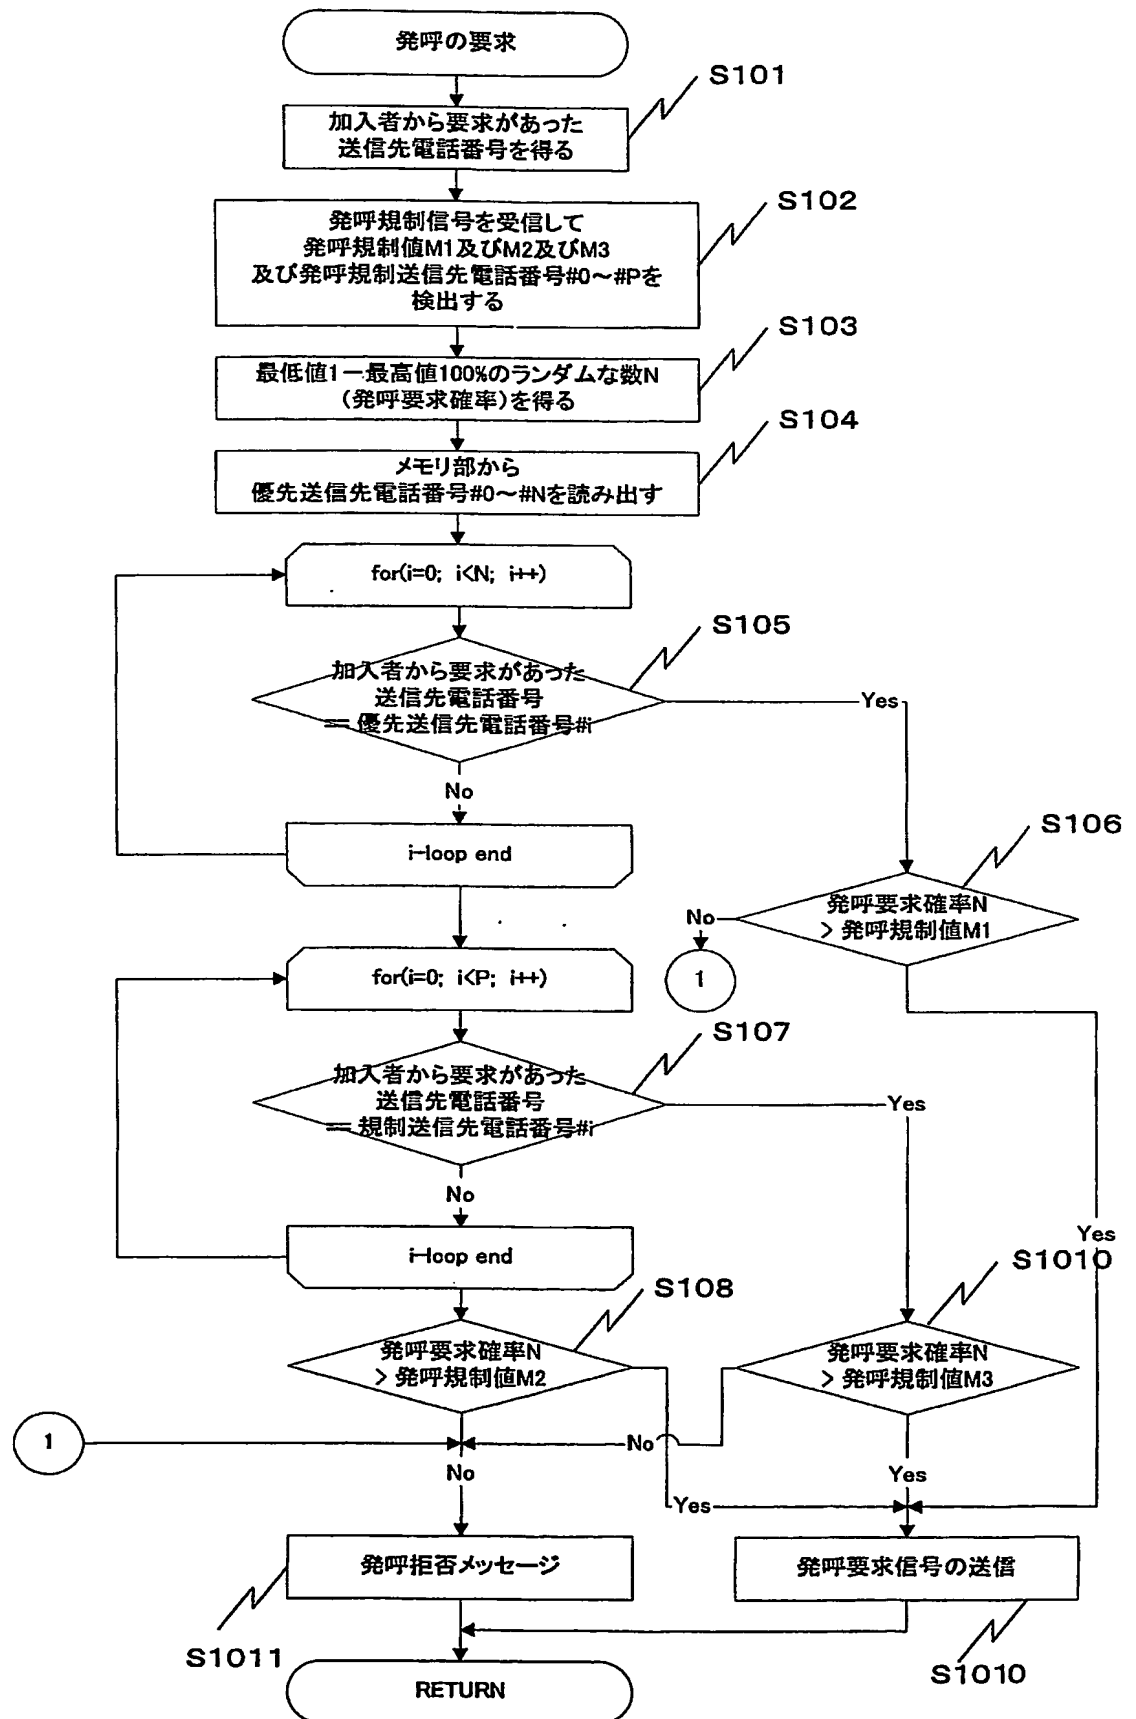 発呼の要求
S101
加入者から要求があった
送信先電話番号を得る
S102
発呼規制信号を受信して
発呼規制値M1及びM2及びM3
及び発呼規制送信先電話番号#0～#Pを
検出する
S103
最低値1－最高値100%のランダムな数N
（発呼要求確率）を得る
S104
メモリ部から
優先送信先電話番号#0～#Nを読み出す
for(i=0; i<N; i++)
S105
加入者から要求があった
送信先電話番号
== 優先送信先電話番号#i
Yes
No
i-loop end
S106
発呼要求確率N
> 発呼規制値M1
No
1
for(i=0; i<P; i++)
S107
加入者から要求があった
送信先電話番号
== 規制送信先電話番号#i
Yes
No
Yes
i-loop end
S108
S1010
発呼要求確率N
> 発呼規制値M2
発呼要求確率N
> 発呼規制値M3
1
No
No
Yes
Yes
発呼拒否メッセージ
発呼要求信号の送信
S1011
S1010
RETURN